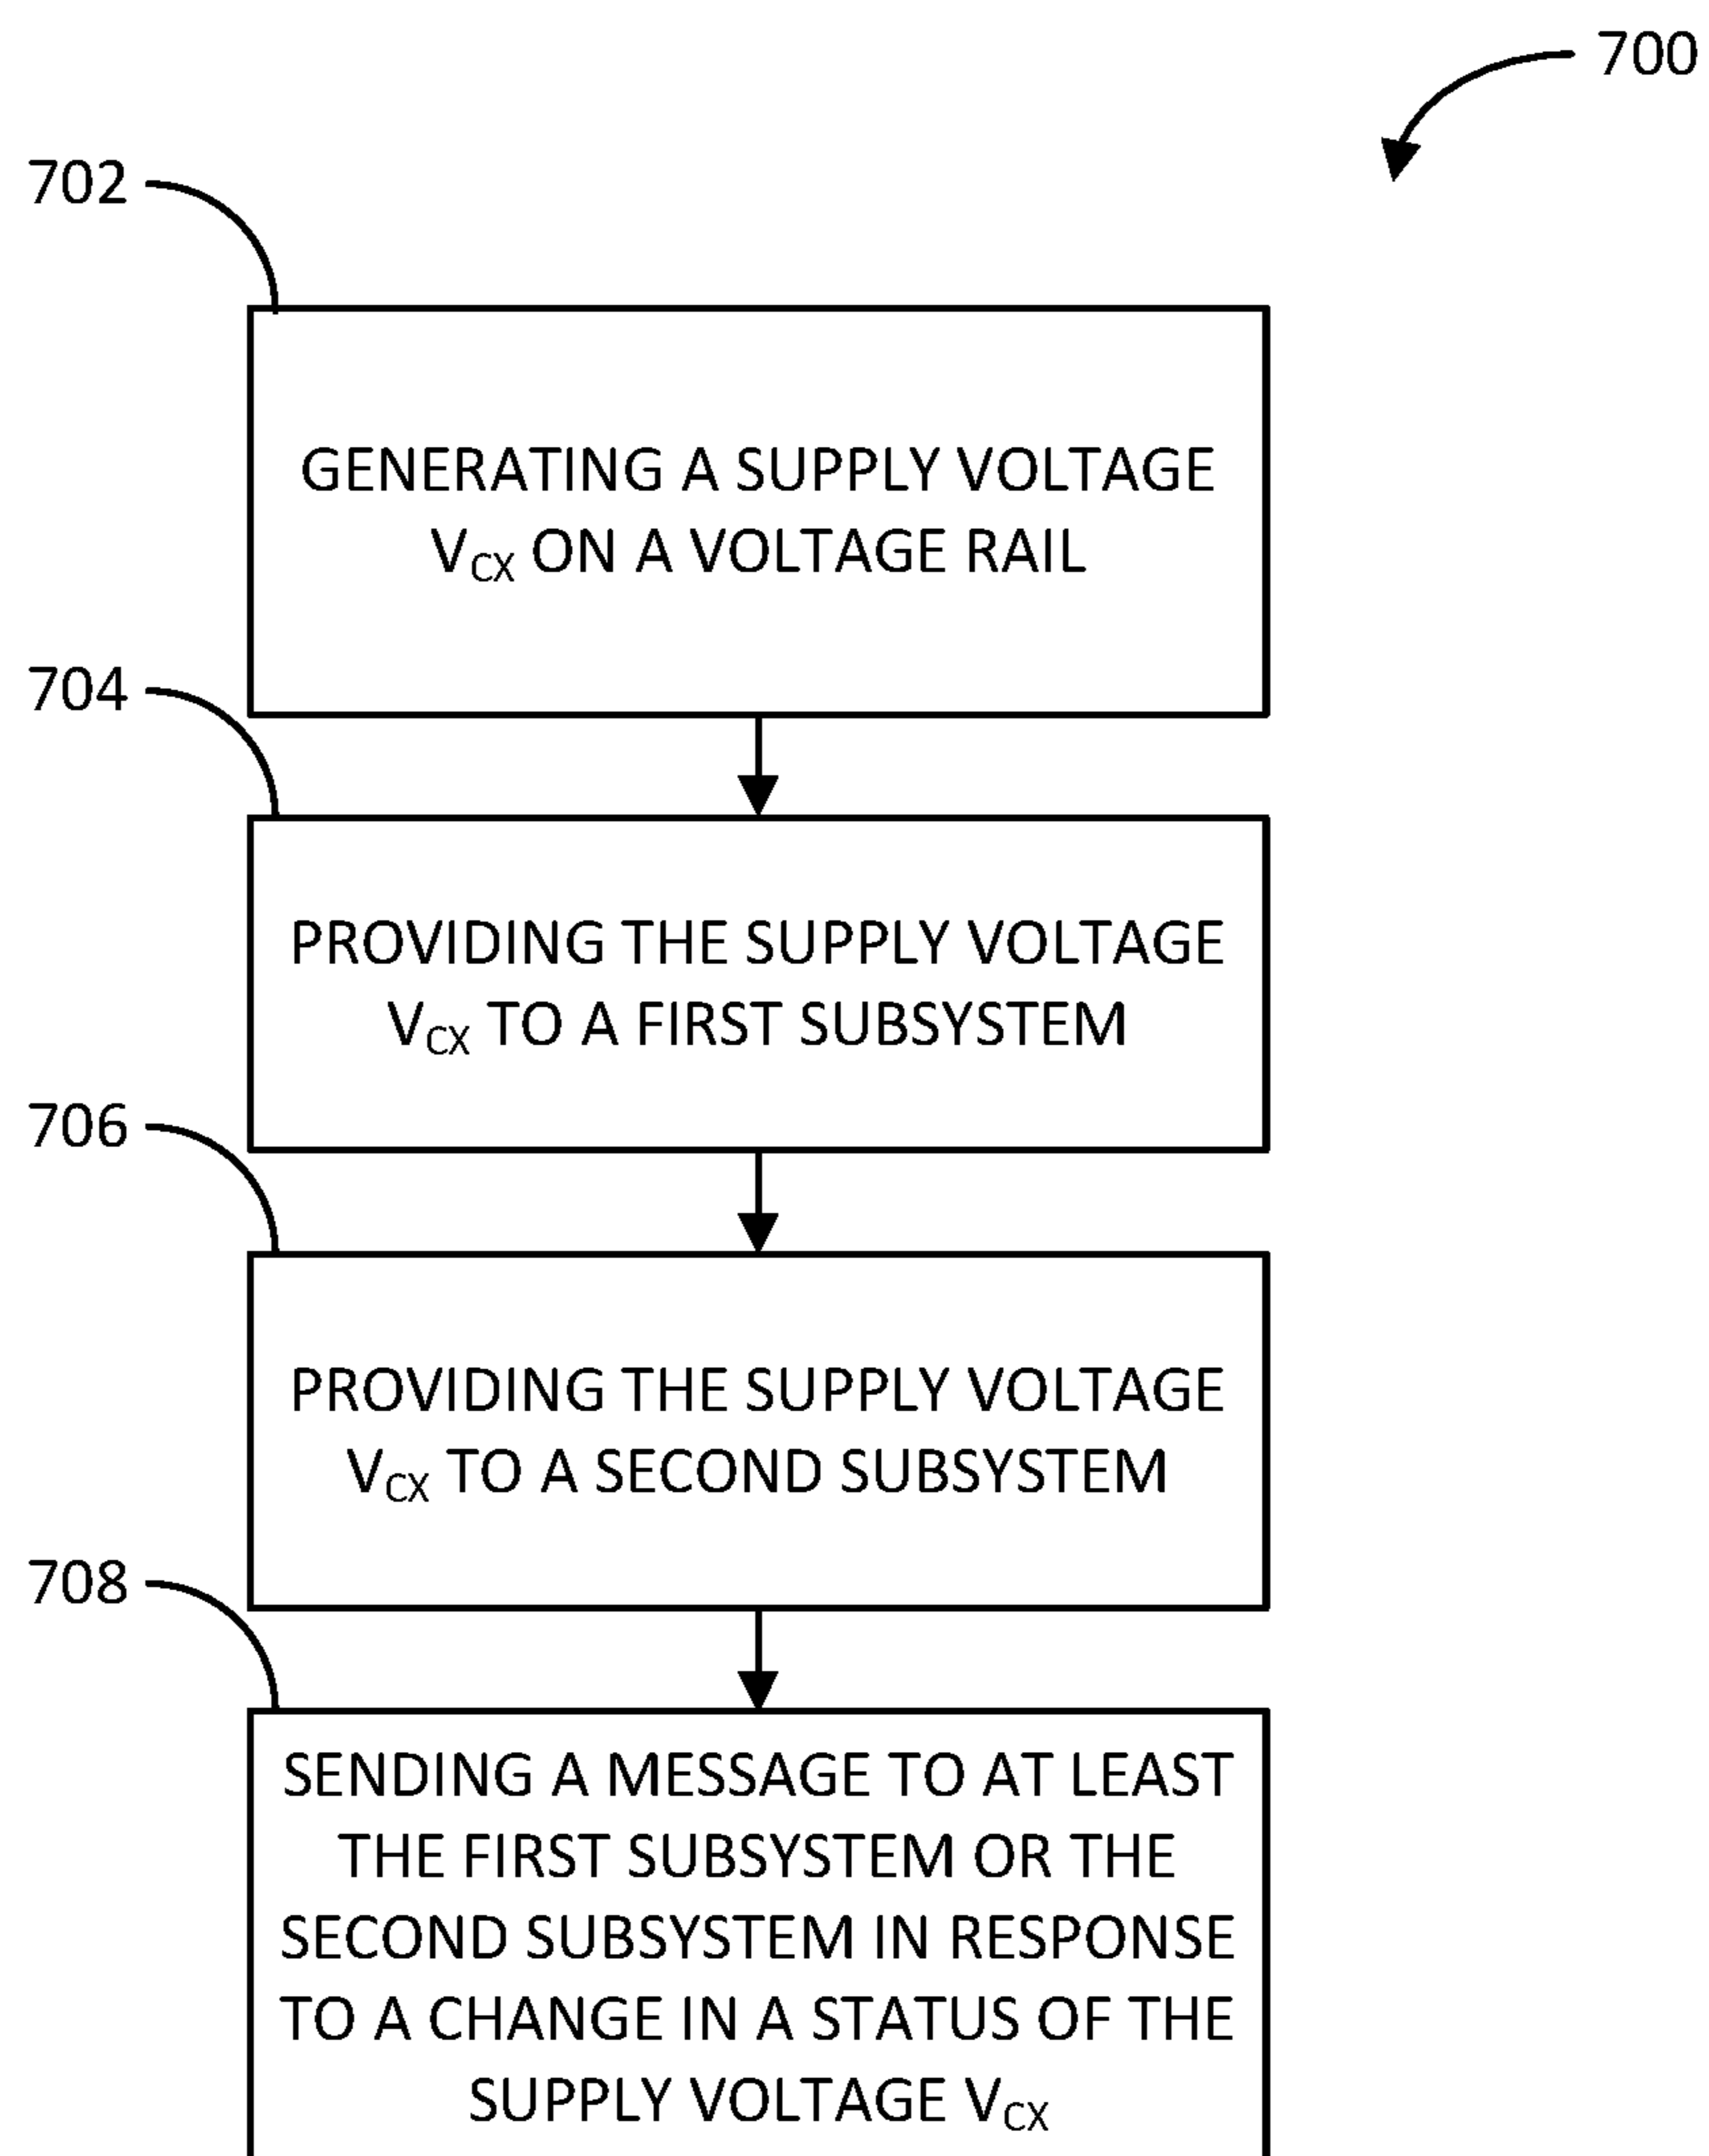 700
702
GENERATING A SUPPLY VOLTAGE
VCX ON A VOLTAGE RAIL
704
PROVIDING THE SUPPLY VOLTAGE
VCX TO A FIRST SUBSYSTEM
706
PROVIDING THE SUPPLY VOLTAGE
VCX TO A SECOND SUBSYSTEM
708
SENDING A MESSAGE TO AT LEAST
THE FIRST SUBSYSTEM OR THE
SECOND SUBSYSTEM IN RESPONSE
TO A CHANGE IN A STATUS OF THE
SUPPLY VOLTAGE VCX